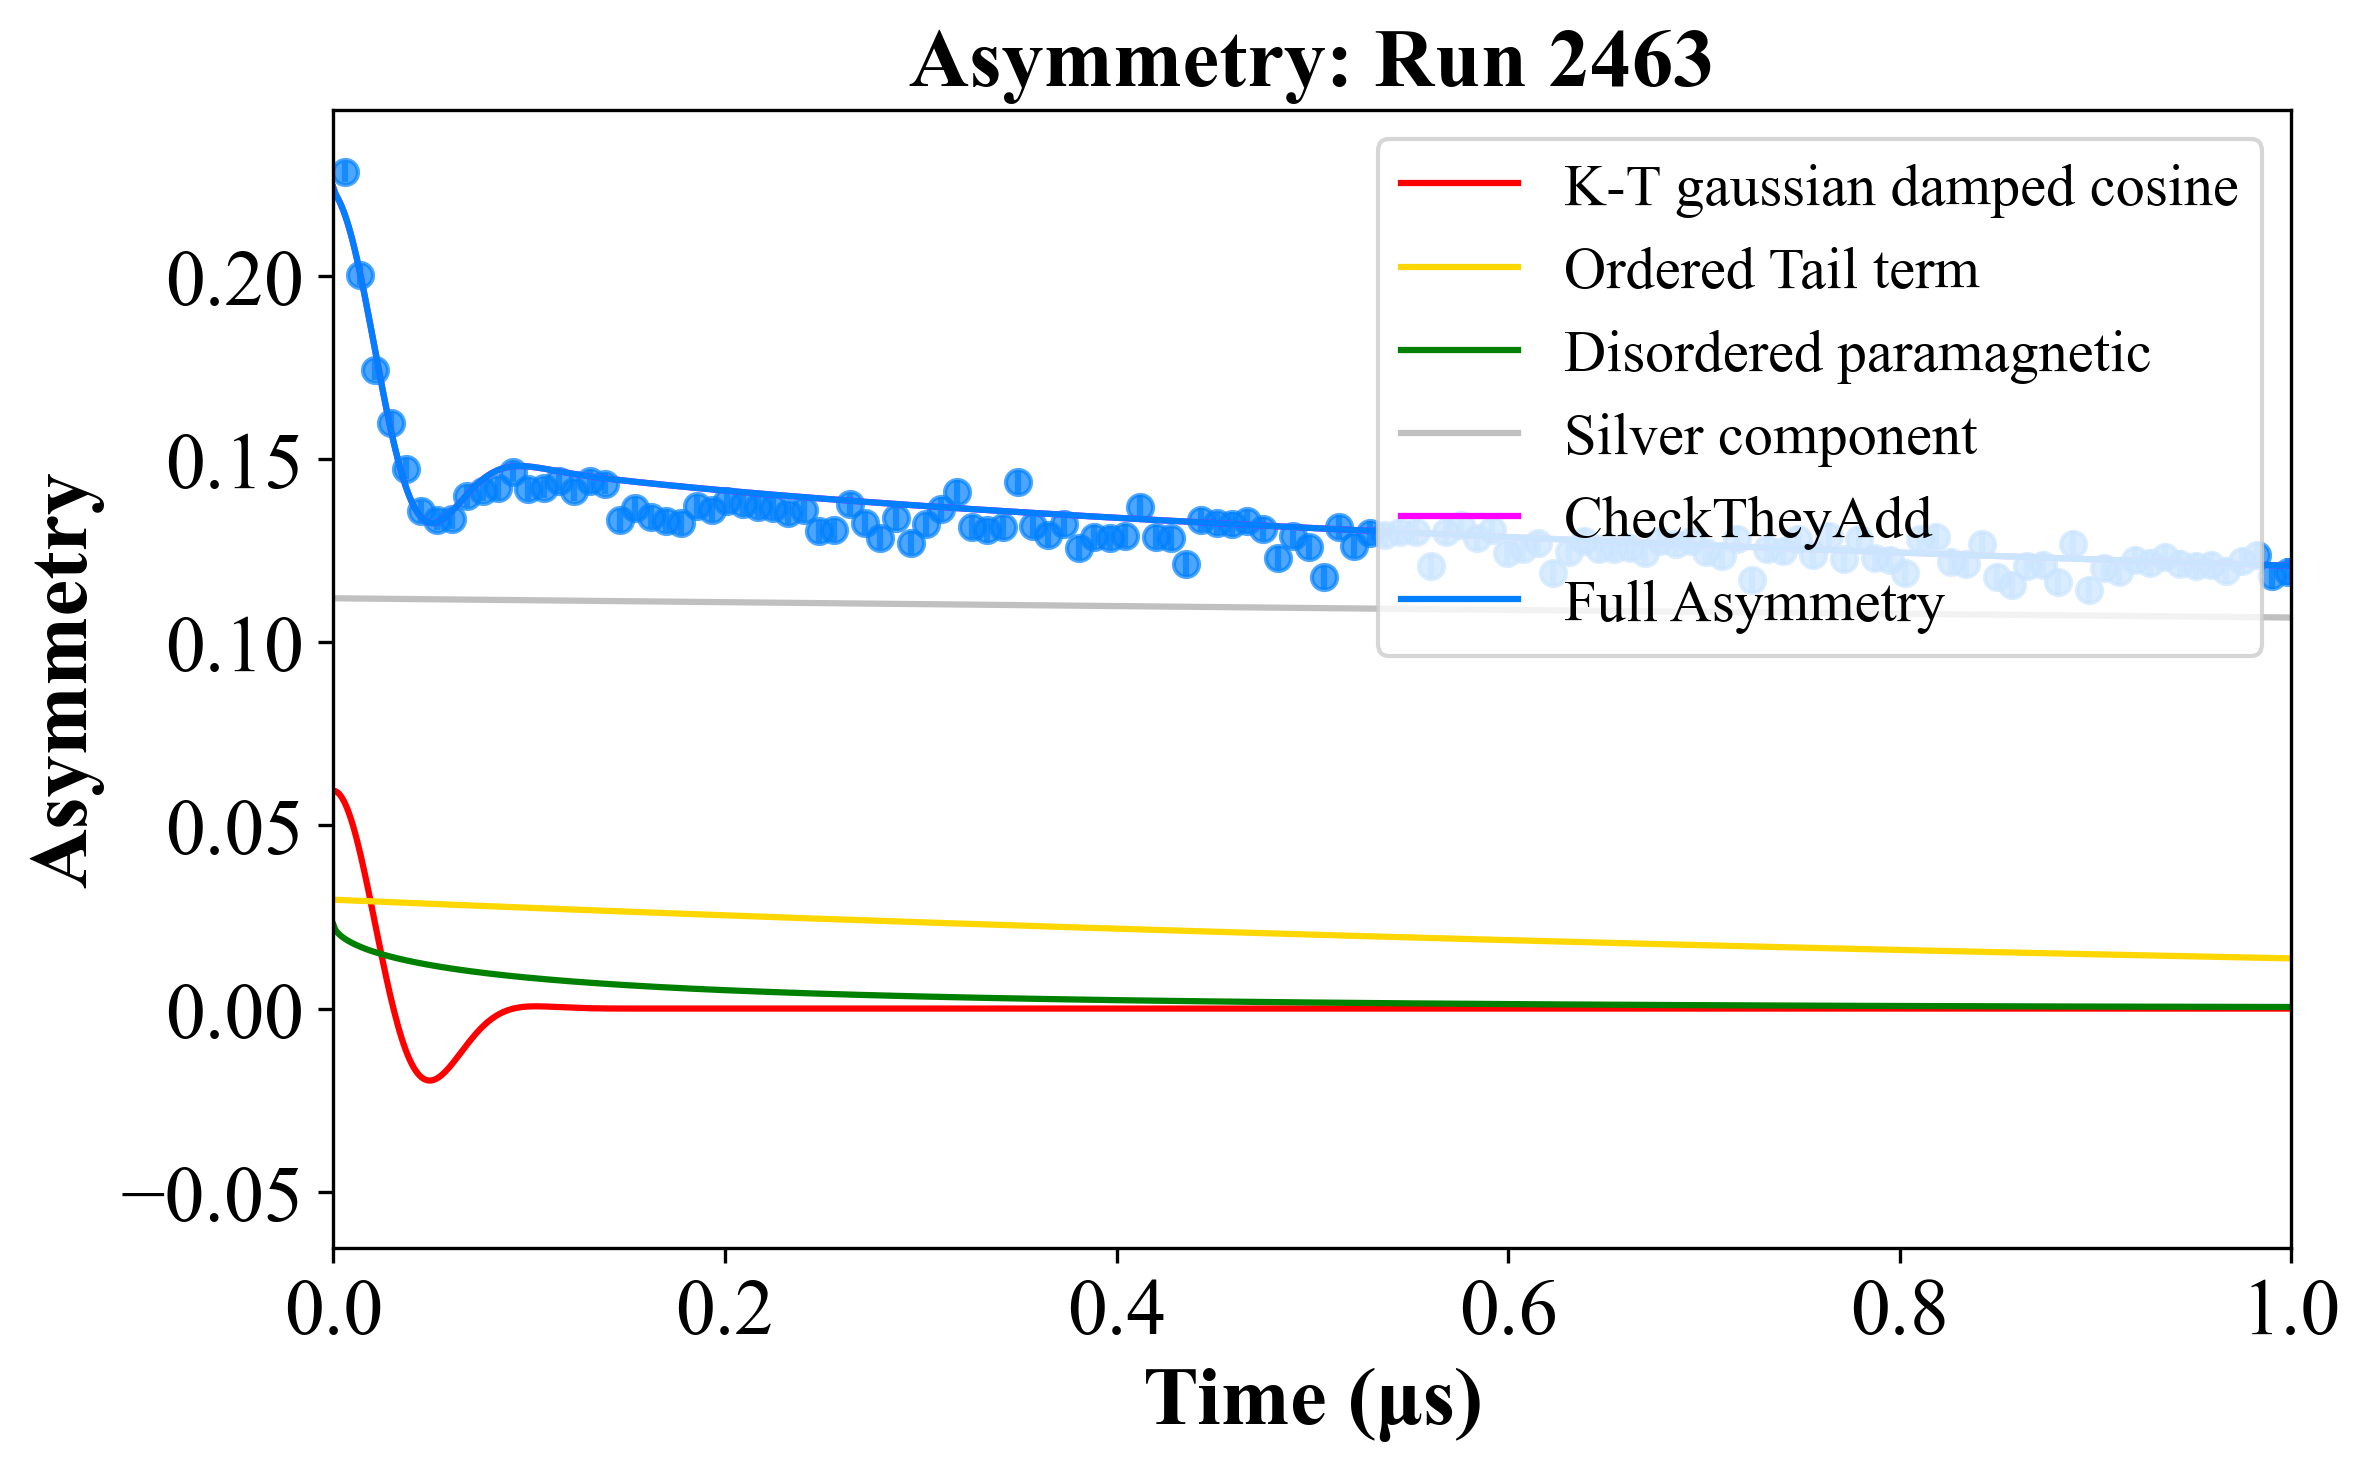 Asymmetry: Run 2463
K-T gaussian damped cosine
Ordered Tail term
Disordered paramagnetic
Silver component
CheckTheyAdd
Full Asymmetry
Asymmetry
0.20
0.15
0.10
0.05
0.00
−0.05
0.0 0.2 0.4 0.6 0.8 1.0
Time (μs)